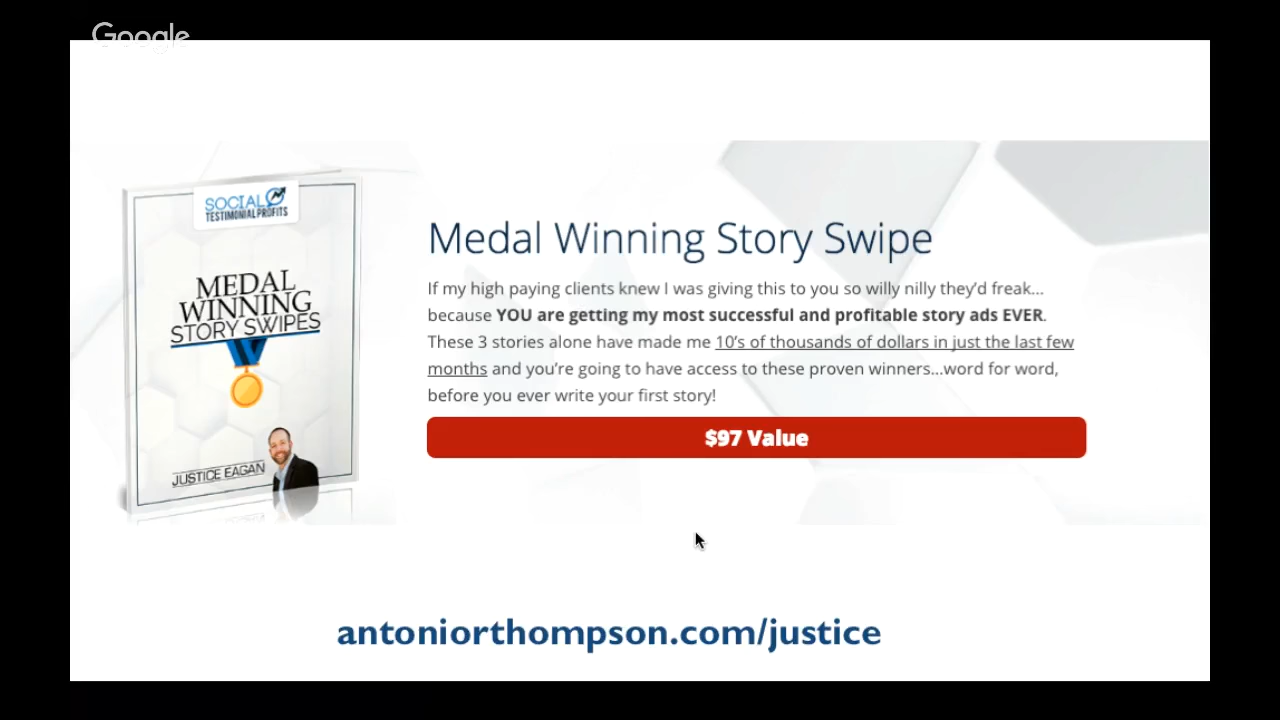 Google
SOCIAL
TESTIMONIAL PROFITS
MEDAL
WINNING
STORY SWIPES
JUSTICE EAGAN
Medal Winning Story Swipe
If my high paying clients knew I was giving this to you so willy nilly they'd freak...
because YOU are getting my most successful and profitable story ads EVER.
These 3 stories alone have made me 10's of thousands of dollars in just the last few
months and you're going to have access to these proven winners...word for word,
before you ever write your first story!
$97 Value
antoniorthompson.com/justice